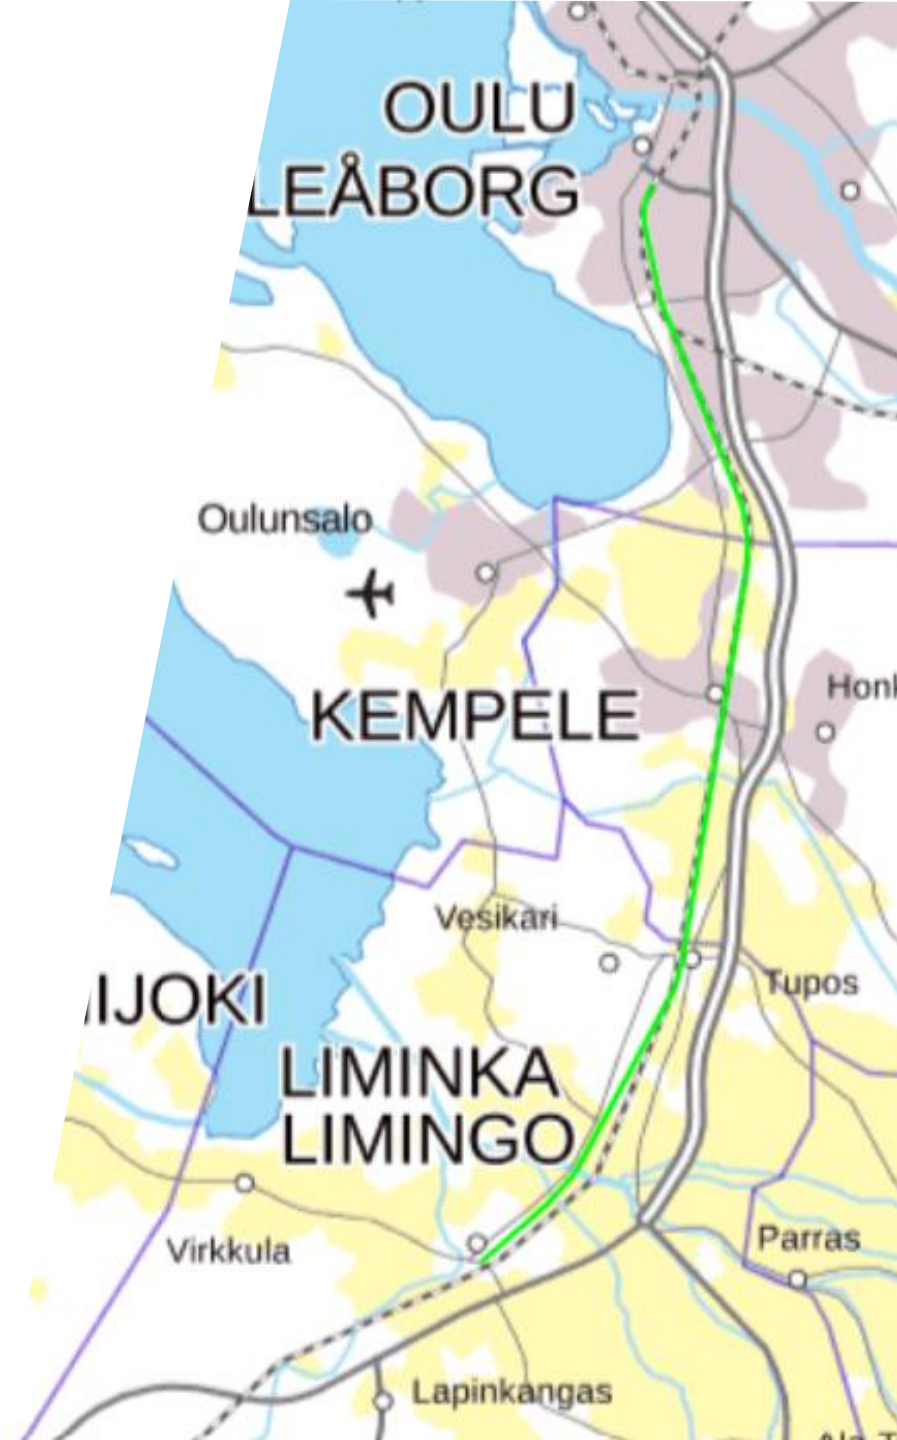 OULU
LEÅBORG
Oulunsalo
KEMPELE
Vesikari
Tupos
IJOKI
LIMINKA
LIMINGO
Virkkula
Parras
Lapinkangas